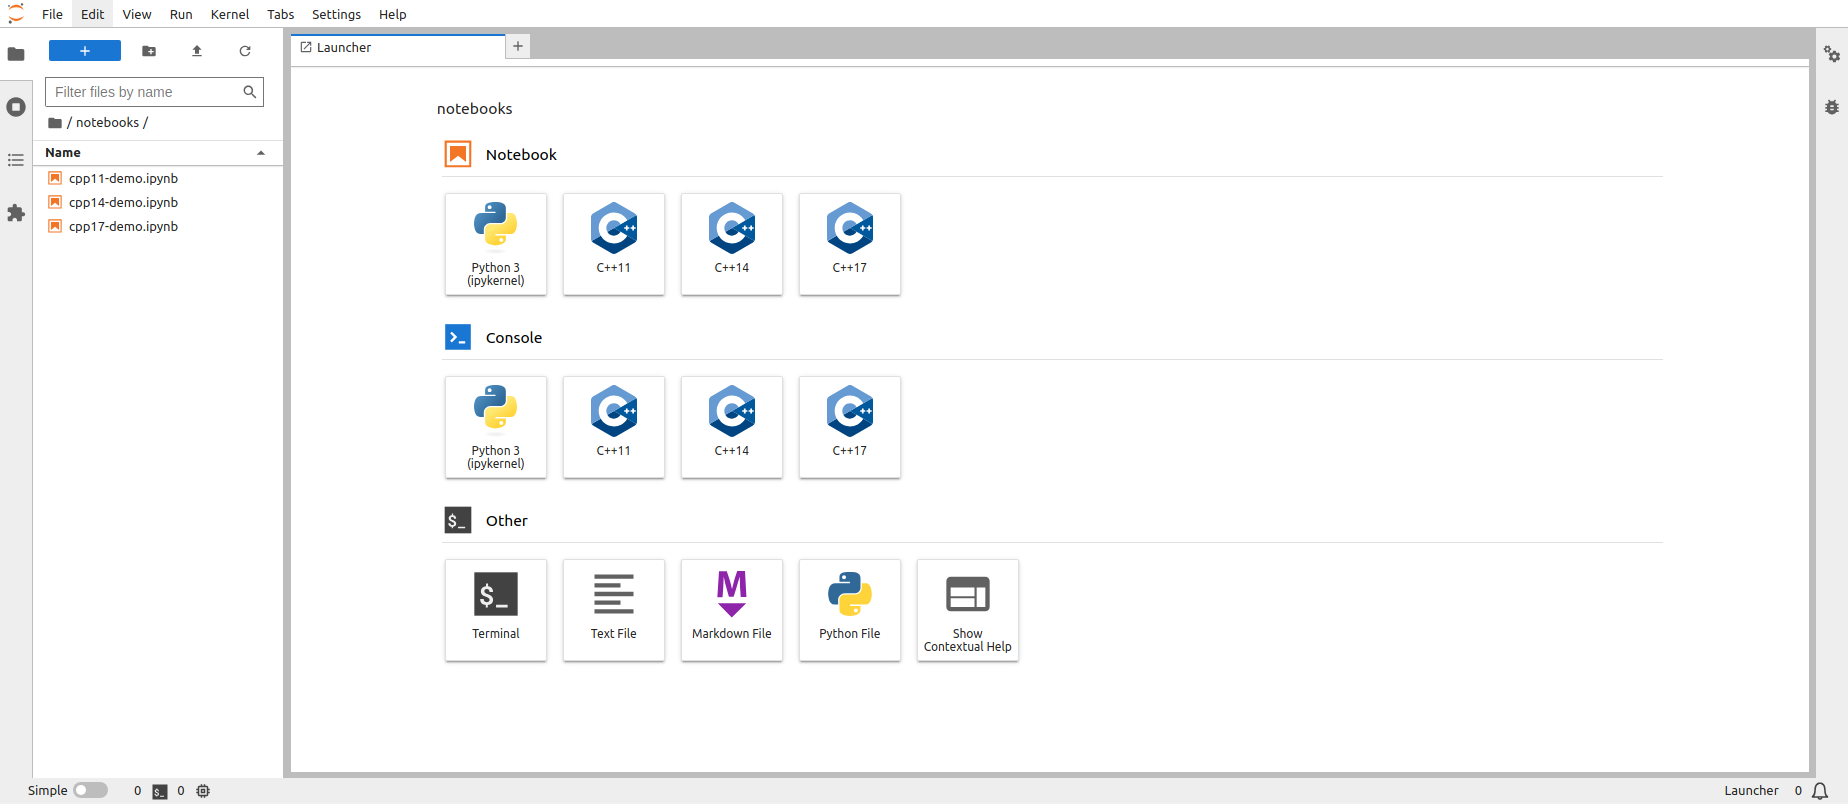 File Edit View Run Kernel Tabs Settings Help
Launcher
Filter files by name
/ notebooks /
Name
cpp11-demo.ipynb
cpp14-demo.ipynb
cpp17-demo.ipynb
notebooks
Notebook
Python 3
(ipykernel)
C++11
C++14
C++17
Console
Python 3
(ipykernel)
C++11
C++14
C++17
$_ Other
$_
Terminal
Text File
M
Markdown File
Python File
Show
Contextual Help
Simple 0 $_ 0
Launcher 0